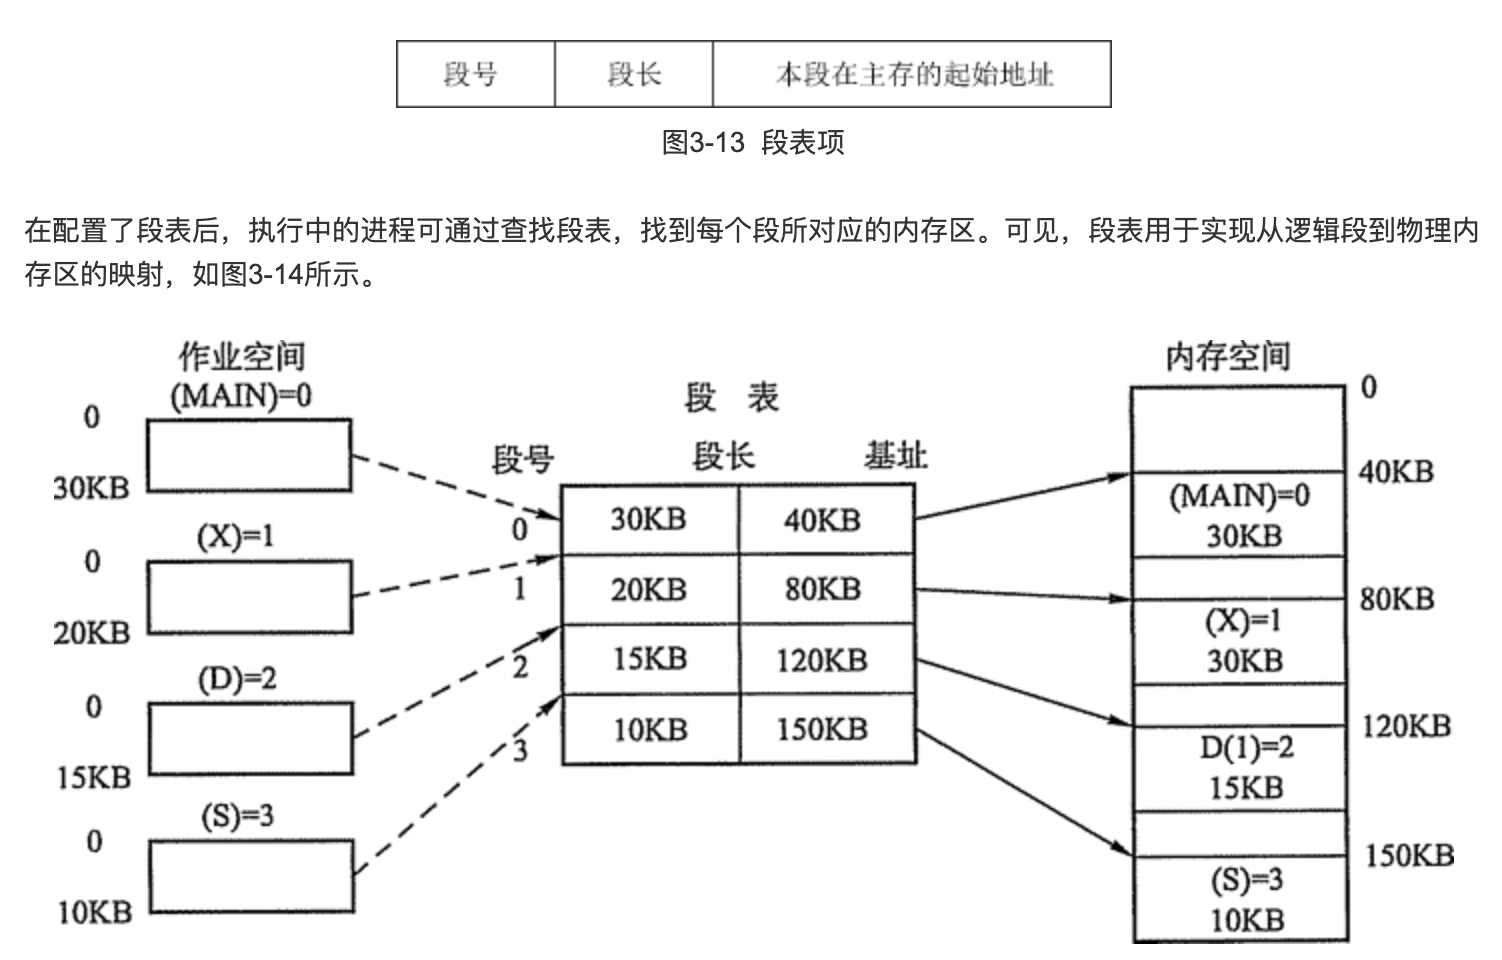 段号 段长 本段在主存的起始地址
图3-13 段表项
在配置了段表后，执行中的进程可通过查找段表，找到每个段所对应的内存区。可见，段表用于实现从逻辑段到物理内
存区的映射，如图3-14所示。
作业空间
(MAIN)=0
0
30KB
(X)=1
0
20KB
(D)=2
0
15KB
(S)=3
0
10KB
段 表
段号 段长 基址
0 30KB 40KB
1 20KB 80KB
2 15KB 120KB
3 10KB 150KB
内存空间
0
40KB
(MAIN)=0
30KB
80KB
(X)=1
30KB
120KB
D(1)=2
15KB
150KB
(S)=3
10KB